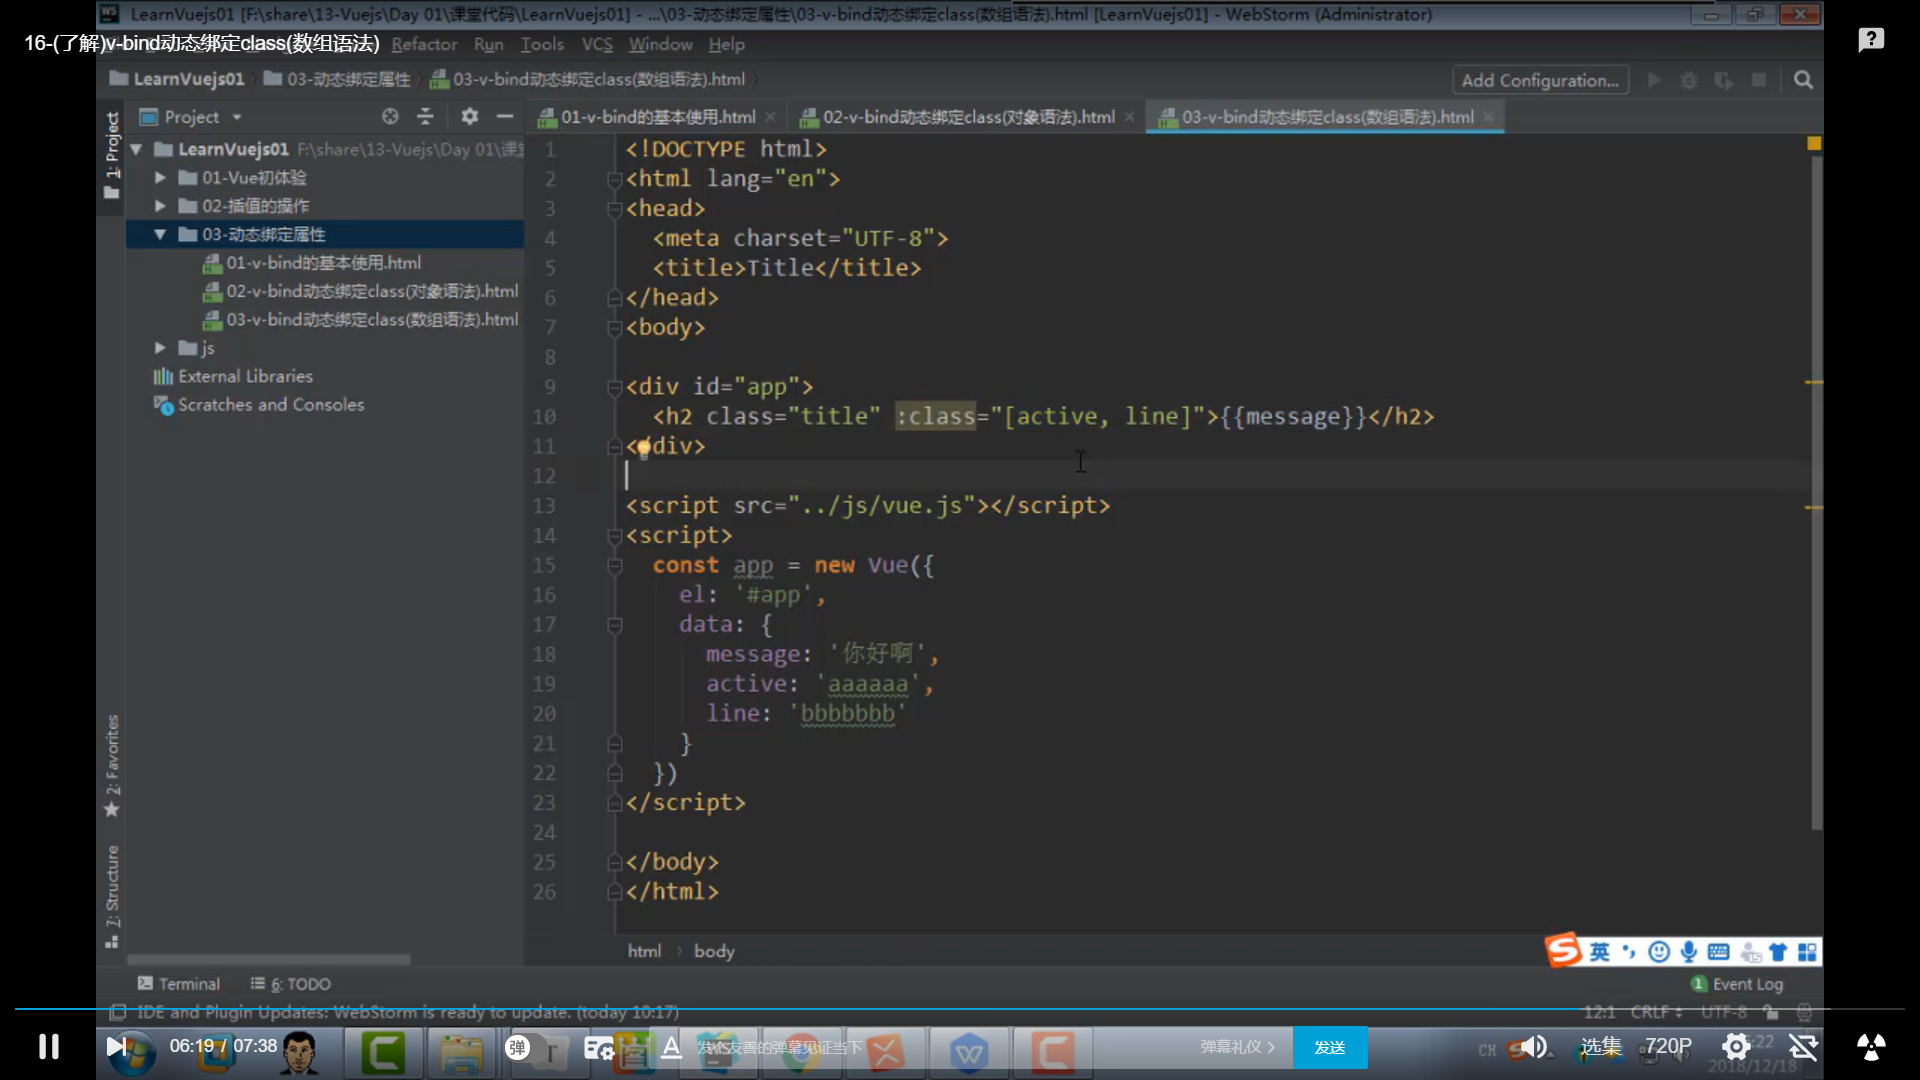 LearnVuejs01 [F:\share\13-Vuejs\Day 01\课堂代码\LearnVuejs01] - ...\03-动态绑定属性\03-v-bind动态绑定class(数组语法).html [LearnVuejs01] - WebStorm (Administrator)
16-(了解)v-bind动态绑定class(数组语法)
Refactor Run Tools VCS Window Help
LearnVuejs01 03-动态绑定属性 03-v-bind动态绑定class(数组语法).html
Add Configuration...
Project
01-v-bind的基本使用.html
02-v-bind动态绑定class(对象语法).html
03-v-bind动态绑定class(数组语法).html
1: Project
LearnVuejs01 F:\share\13-Vuejs\Day 01\课堂
01-Vue初体验
02-插值的操作
03-动态绑定属性
01-v-bind的基本使用.html
02-v-bind动态绑定class(对象语法).html
03-v-bind动态绑定class(数组语法).html
js
External Libraries
Scratches and Consoles
2: Favorites
7: Structure
1 <!DOCTYPE html>
2 <html lang="en">
3 <head>
4 <meta charset="UTF-8">
5 <title>Title</title>
6 </head>
7 <body>
8
9 <div id="app">
10 <h2 class="title" :class="[active, line]">{{message}}</h2>
11 </div>
12
13 <script src="../js/vue.js"></script>
14 <script>
15 const app = new Vue({
16 el: '#app',
17 data: {
18 message: '你好啊',
19 active: 'aaaaaa',
20 line: 'bbbbbbb'
21 }
22 })
23 </script>
24
25 </body>
26 </html>
html › body
英
Terminal 6: TODO
1 Event Log
IDE and Plugin Updates: WebStorm is ready to update. (today 10:17)
12:1 CRLF UTF-8
06:19 / 07:38
弹
发个友善的弹幕见证当下
弹幕礼仪 >
发送
CH
选集
720P
:22
2018/12/18